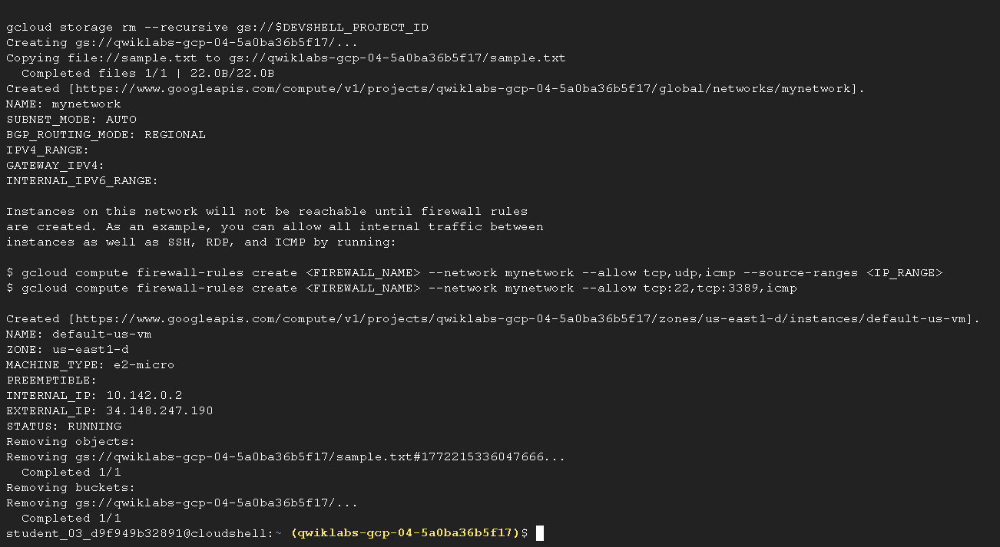 gcloud storage rm --recursive gs://$DEVSHELL_PROJECT_ID
Creating gs://qwiklabs-gcp-04-5a0ba36b5f17/...
Copying file://sample.txt to gs://qwiklabs-gcp-04-5a0ba36b5f17/sample.txt
  Completed files 1/1 | 22.0B/22.0B
Created [https://www.googleapis.com/compute/v1/projects/qwiklabs-gcp-04-5a0ba36b5f17/global/networks/mynetwork].
NAME: mynetwork
SUBNET_MODE: AUTO
BGP_ROUTING_MODE: REGIONAL
IPV4_RANGE:
GATEWAY_IPV4:
INTERNAL_IPV6_RANGE:

Instances on this network will not be reachable until firewall rules
are created. As an example, you can allow all internal traffic between
instances as well as SSH, RDP, and ICMP by running:

$ gcloud compute firewall-rules create <FIREWALL_NAME> --network mynetwork --allow tcp,udp,icmp --source-ranges <IP_RANGE>
$ gcloud compute firewall-rules create <FIREWALL_NAME> --network mynetwork --allow tcp:22,tcp:3389,icmp

Created [https://www.googleapis.com/compute/v1/projects/qwiklabs-gcp-04-5a0ba36b5f17/zones/us-east1-d/instances/default-us-vm].
NAME: default-us-vm
ZONE: us-east1-d
MACHINE_TYPE: e2-micro
PREEMPTIBLE:
INTERNAL_IP: 10.142.0.2
EXTERNAL_IP: 34.148.247.190
STATUS: RUNNING
Removing objects:
Removing gs://qwiklabs-gcp-04-5a0ba36b5f17/sample.txt#1772215336047666...
  Completed 1/1
Removing buckets:
Removing gs://qwiklabs-gcp-04-5a0ba36b5f17/...
  Completed 1/1
student_03_d9f949b32891@cloudshell:~ (qwiklabs-gcp-04-5a0ba36b5f17)$